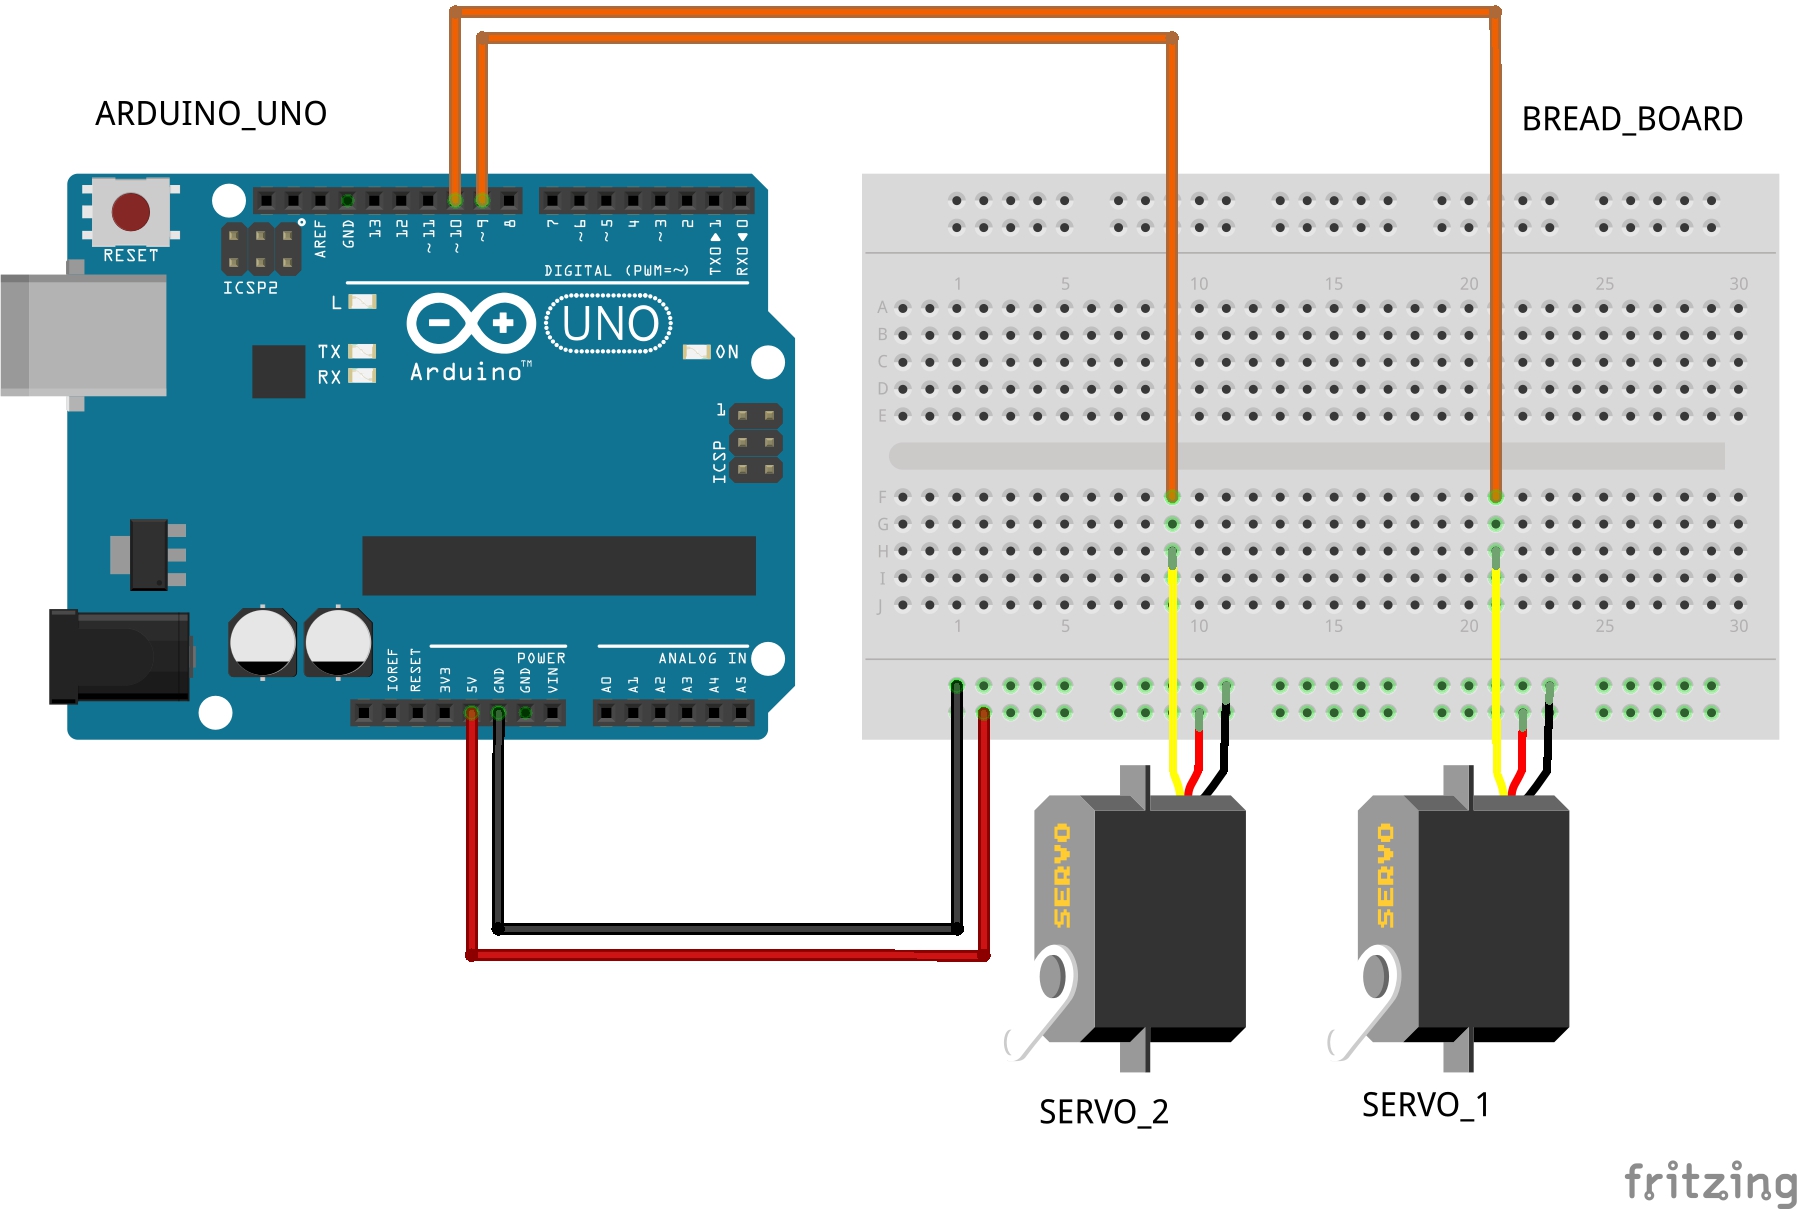 ARDUINO_UNO
BREAD_BOARD
RESET
ICSP2
AREF
GND
13
12
~11
~10
~9
8
7
~6
~5
4
~3
2
TX0▶1
RX0◀0
DIGITAL (PWM=~)
L
TX
RX
UNO
Arduino™
ON
1
ICSP
IOREF
RESET
3V3
5V
GND
GND
VIN
POWER
ANALOG IN
A0
A1
A2
A3
A4
A5
1 5 10 15 20 25 30
A
B
C
D
E
F
G
H
I
J
1 5 10 15 20 25 30
SERVO
SERVO
SERVO_2
SERVO_1
fritzing